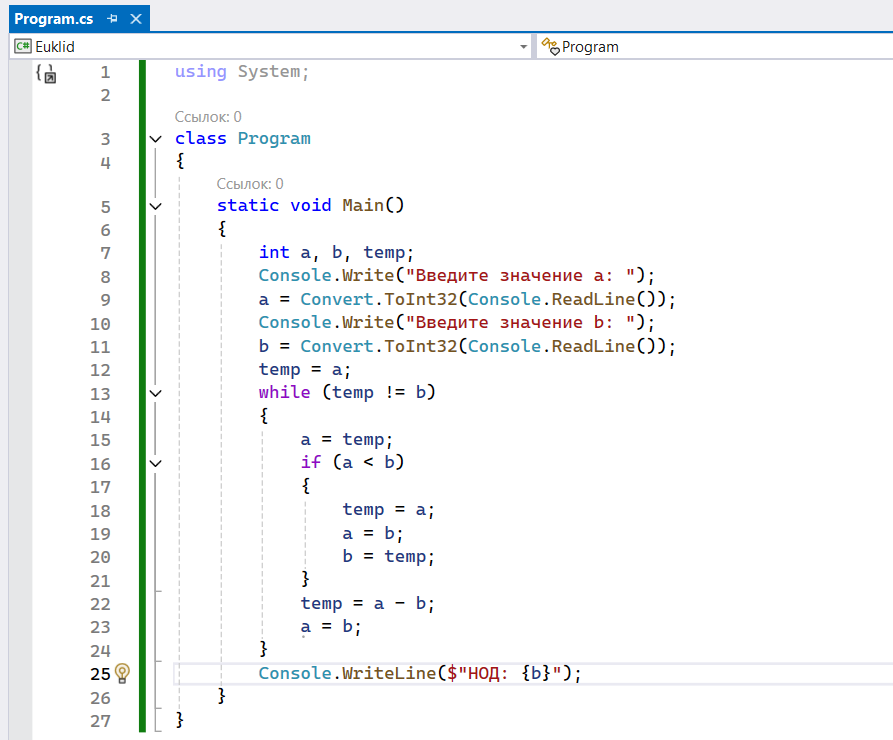 Program.cs
C# Euklid Program
1 using System;
2
Ссылок: 0
3 class Program
4 {
Ссылок: 0
5 static void Main()
6 {
7 int a, b, temp;
8 Console.Write("Введите значение a: ");
9 a = Convert.ToInt32(Console.ReadLine());
10 Console.Write("Введите значение b: ");
11 b = Convert.ToInt32(Console.ReadLine());
12 temp = a;
13 while (temp != b)
14 {
15 a = temp;
16 if (a < b)
17 {
18 temp = a;
19 a = b;
20 b = temp;
21 }
22 temp = a - b;
23 a = b;
24 }
25 Console.WriteLine($"НОД: {b}");
26 }
27 }